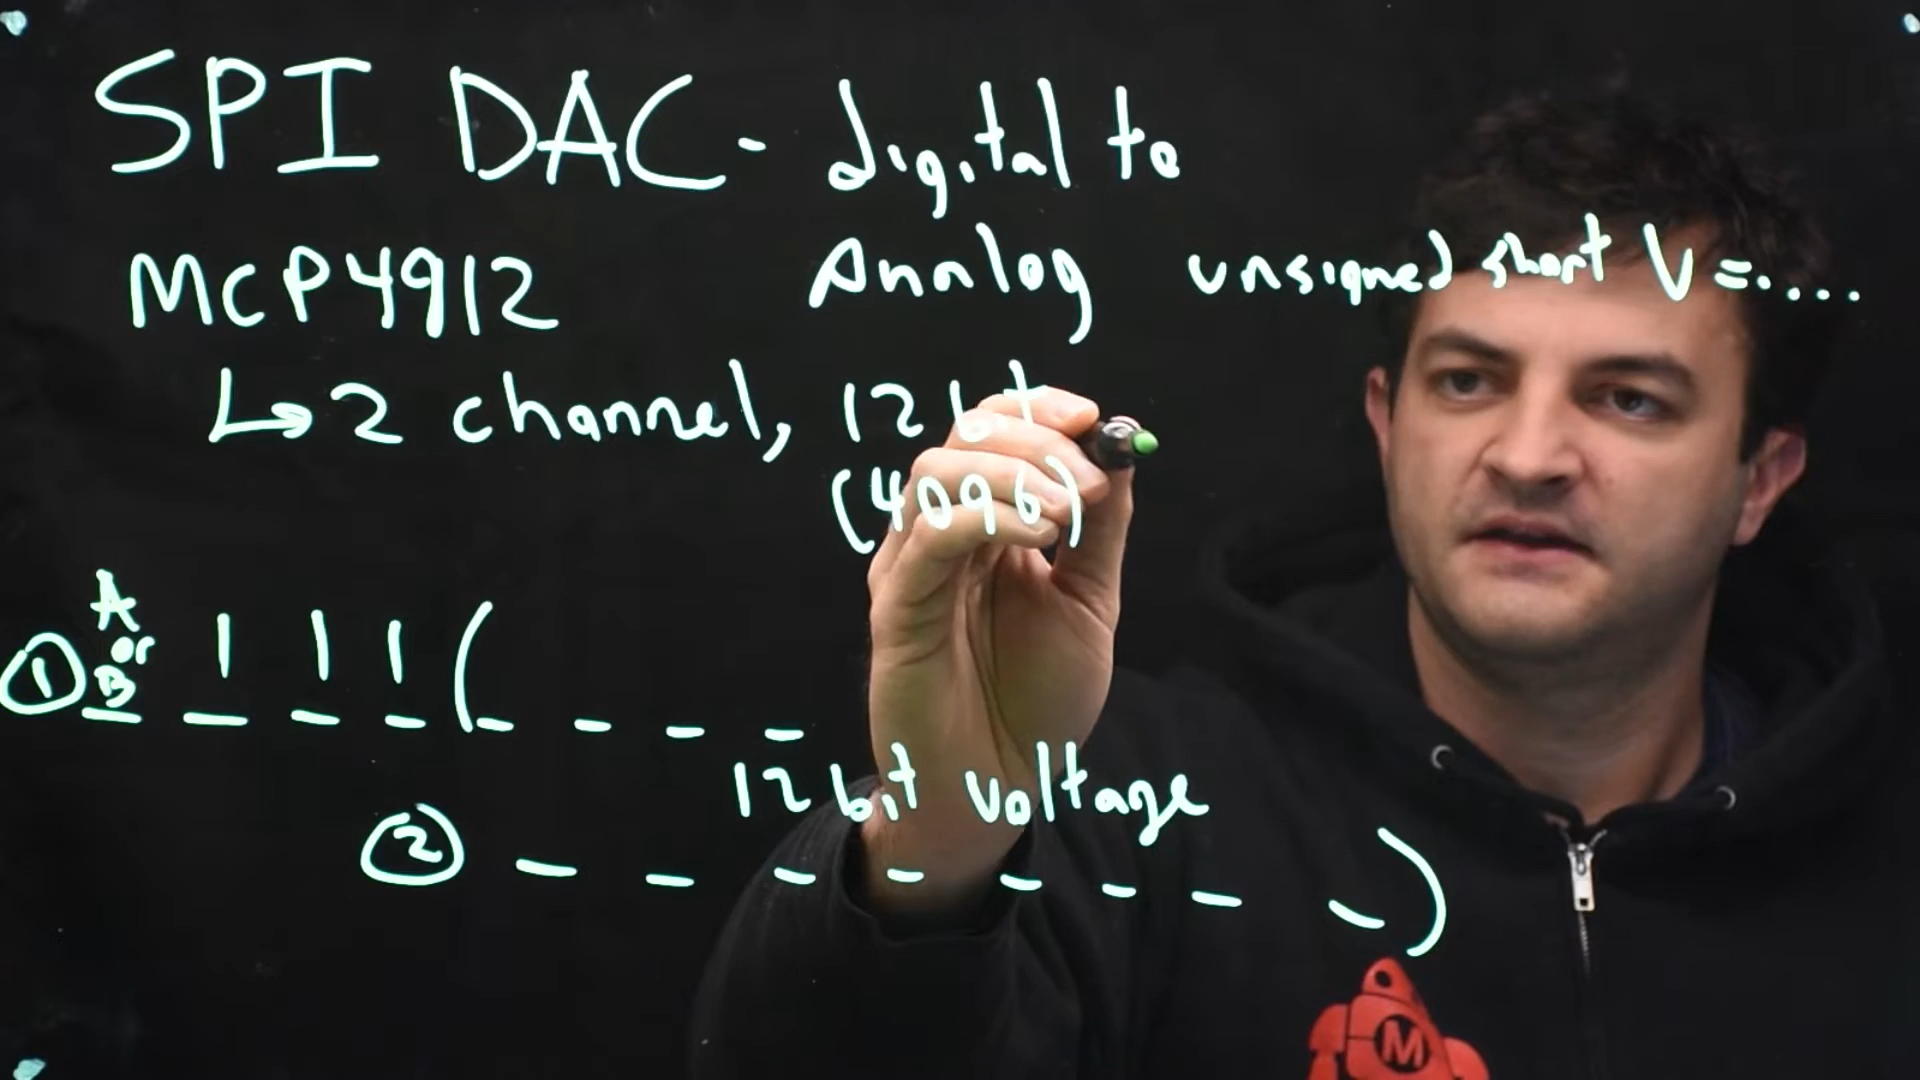 SPI DAC - digital to
Analog
MCP4912
unsigned short V = ....
↳ 2 channel, 12 bit
(4096)
A
or
B
① _ 1 1 1 ( _ _ _ _
12 bit voltage
② _ _ _ _ _ _ _ _ )
M